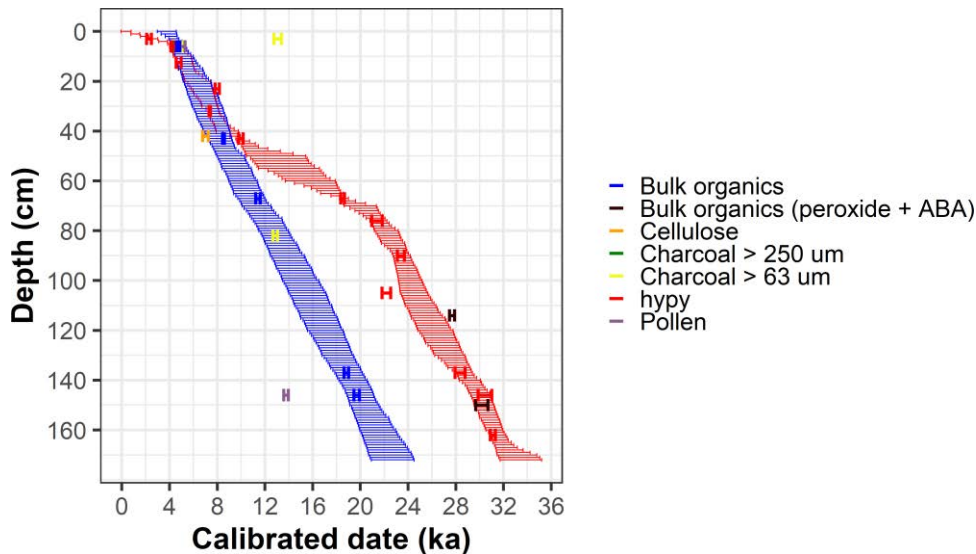 0
20
40
60
80
100
120
140
160
Depth (cm)
0 4 8 12 16 20 24 28 32 36
Calibrated date (ka)
Bulk organics
Bulk organics (peroxide + ABA)
Cellulose
Charcoal > 250 um
Charcoal > 63 um
hypy
Pollen